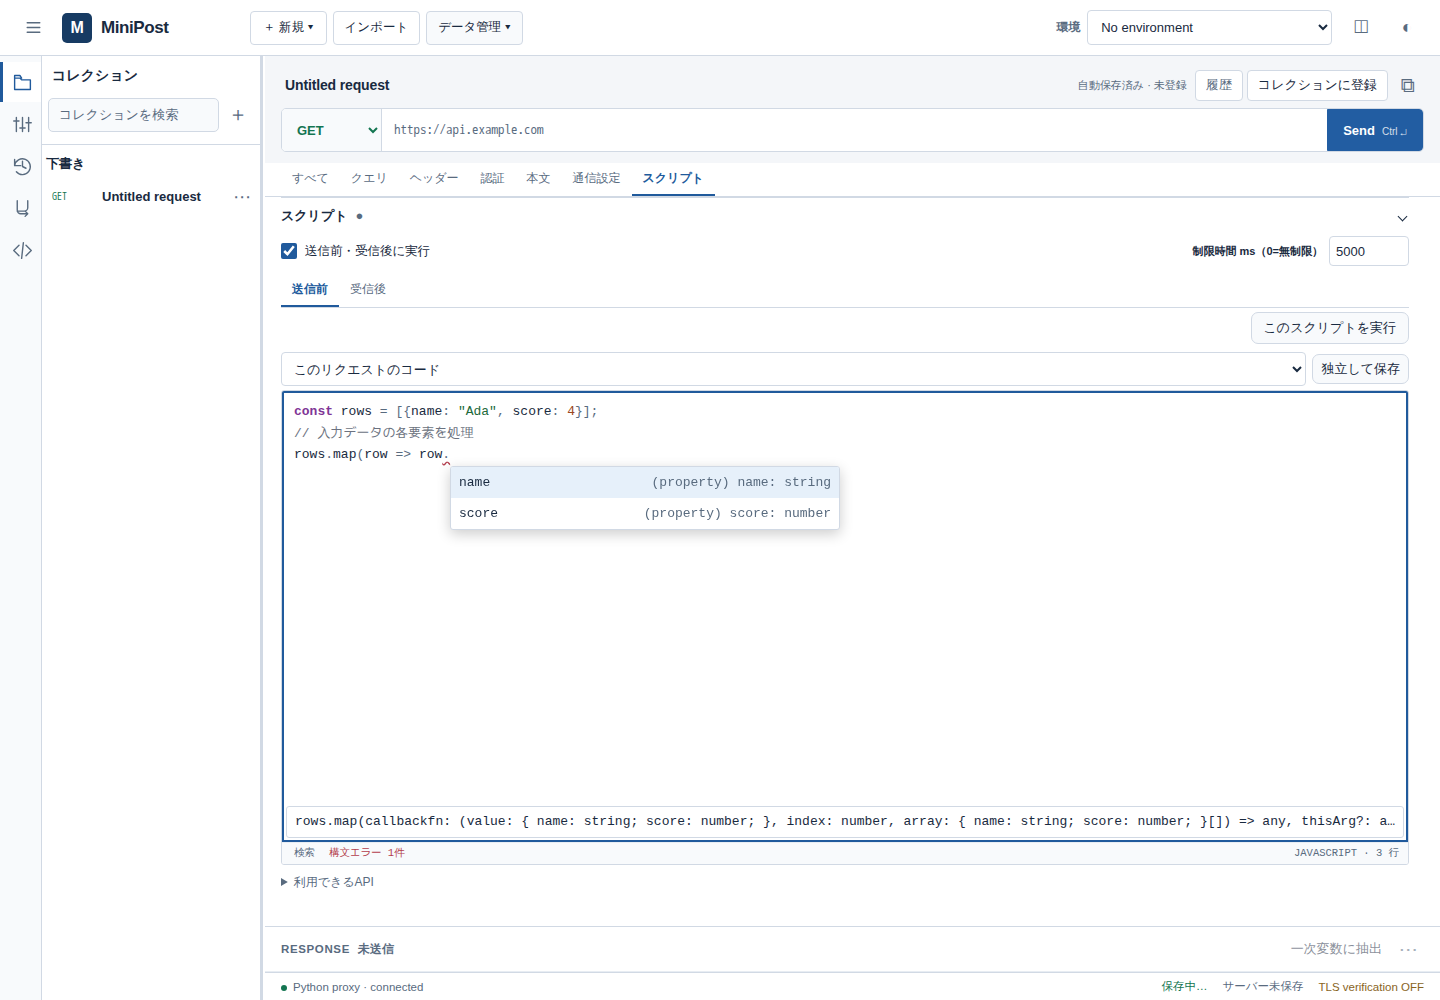 M MiniPost ＋ 新規 ▾ インポート データ管理 ▾ 環境 No environment
コレクション
コレクションを検索 ＋
下書き
GET Untitled request ···
Untitled request 自動保存済み · 未登録 履歴 コレクションに登録
GET https://api.example.com Send Ctrl ↵
すべて クエリ ヘッダー 認証 本文 通信設定 スクリプト
スクリプト ●
送信前・受信後に実行 制限時間 ms（0=無制限） 5000
送信前 受信後
このスクリプトを実行
このリクエストのコード 独立して保存
const rows = [{name: "Ada", score: 4}];
// 入力データの各要素を処理
rows.map(row => row.
name (property) name: string
score (property) score: number
rows.map(callbackfn: (value: { name: string; score: number; }, index: number, array: { name: string; score: number; }[]) => any, thisArg?: a…
検索 構文エラー 1件 JAVASCRIPT · 3 行
▶ 利用できるAPI
RESPONSE 未送信 一次変数に抽出 ···
● Python proxy · connected 保存中… サーバー未保存 TLS verification OFF